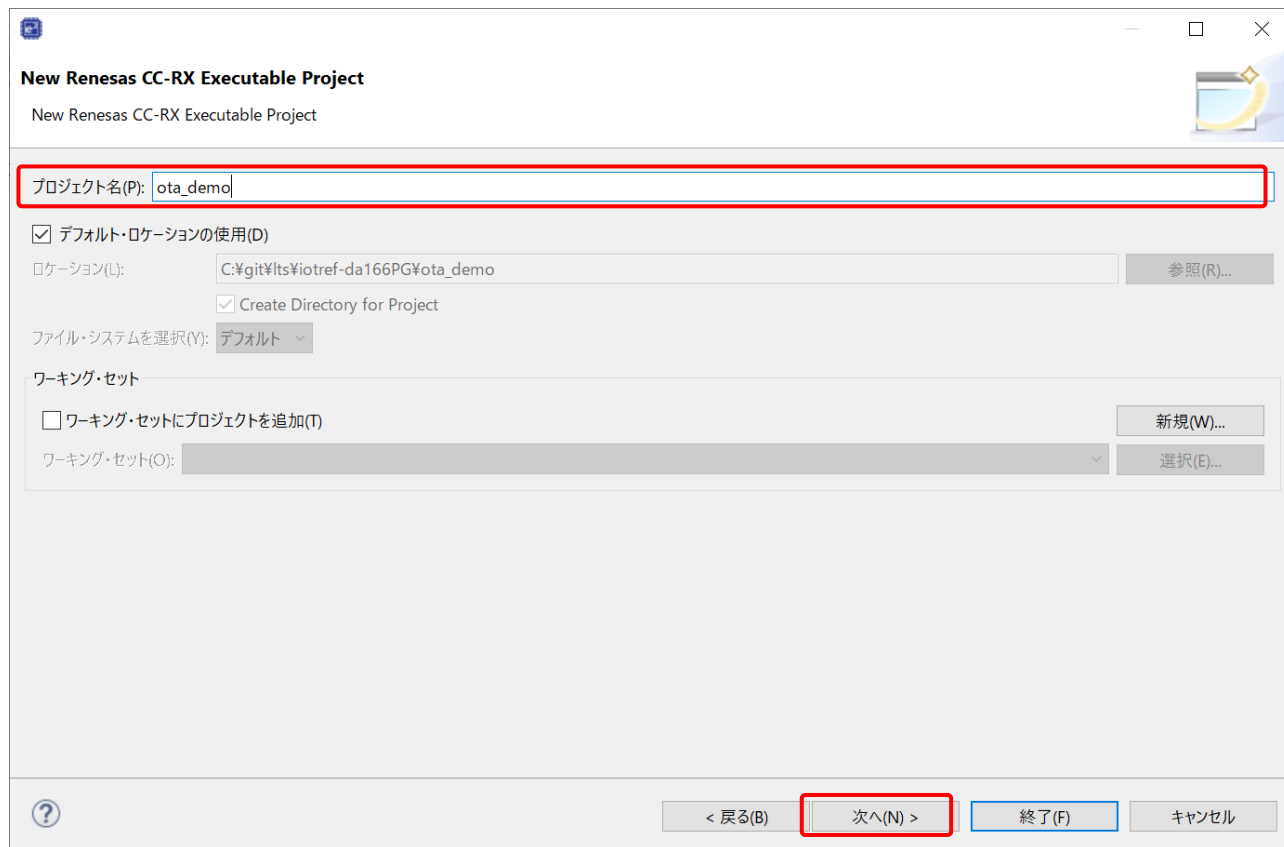 New Renesas CC-RX Executable Project
New Renesas CC-RX Executable Project
プロジェクト名(P): ota_demo
デフォルト・ロケーションの使用(D)
ロケーション(L): C:¥git¥lts¥iotref-da166PG¥ota_demo 参照(R)...
Create Directory for Project
ファイル・システムを選択(Y): デフォルト
ワーキング・セット
ワーキング・セットにプロジェクトを追加(T) 新規(W)...
ワーキング・セット(O): 選択(E)...
? < 戻る(B) 次へ(N) > 終了(F) キャンセル